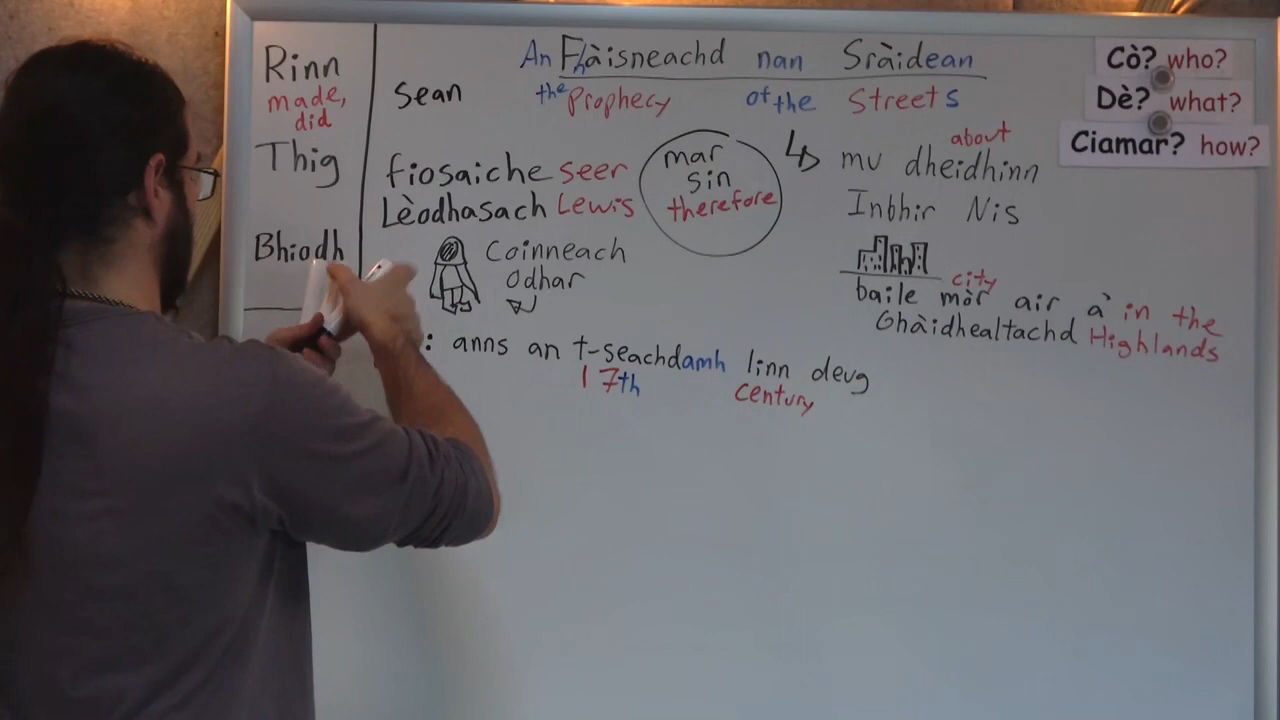 Rinn
made,
did
Thig
Bhiodh
An Fhàisneachd nan Sràidean
the Prophecy of the Streets
Sean
fiosaiche seer
Lèodhasach Lewis
mar
sin
therefore
Coinneach
Odhar
: anns an t-seachdamh linn deug
17th century
↳ about
mu dheidhinn
Inbhir Nis
city
baile mòr air a' in the
Ghàidhealtachd Highlands
Cò? who?
Dè? what?
Ciamar? how?